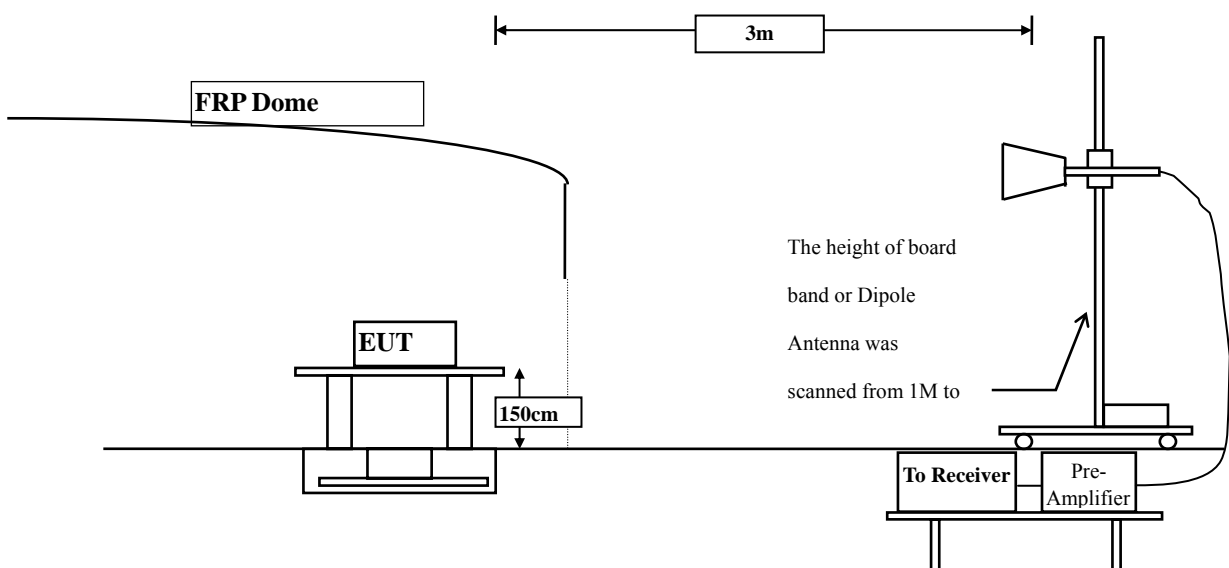 3m
FRP Dome
The height of board
band or Dipole
Antenna was
scanned from 1M to
EUT
150cm
To Receiver
Pre-
Amplifier